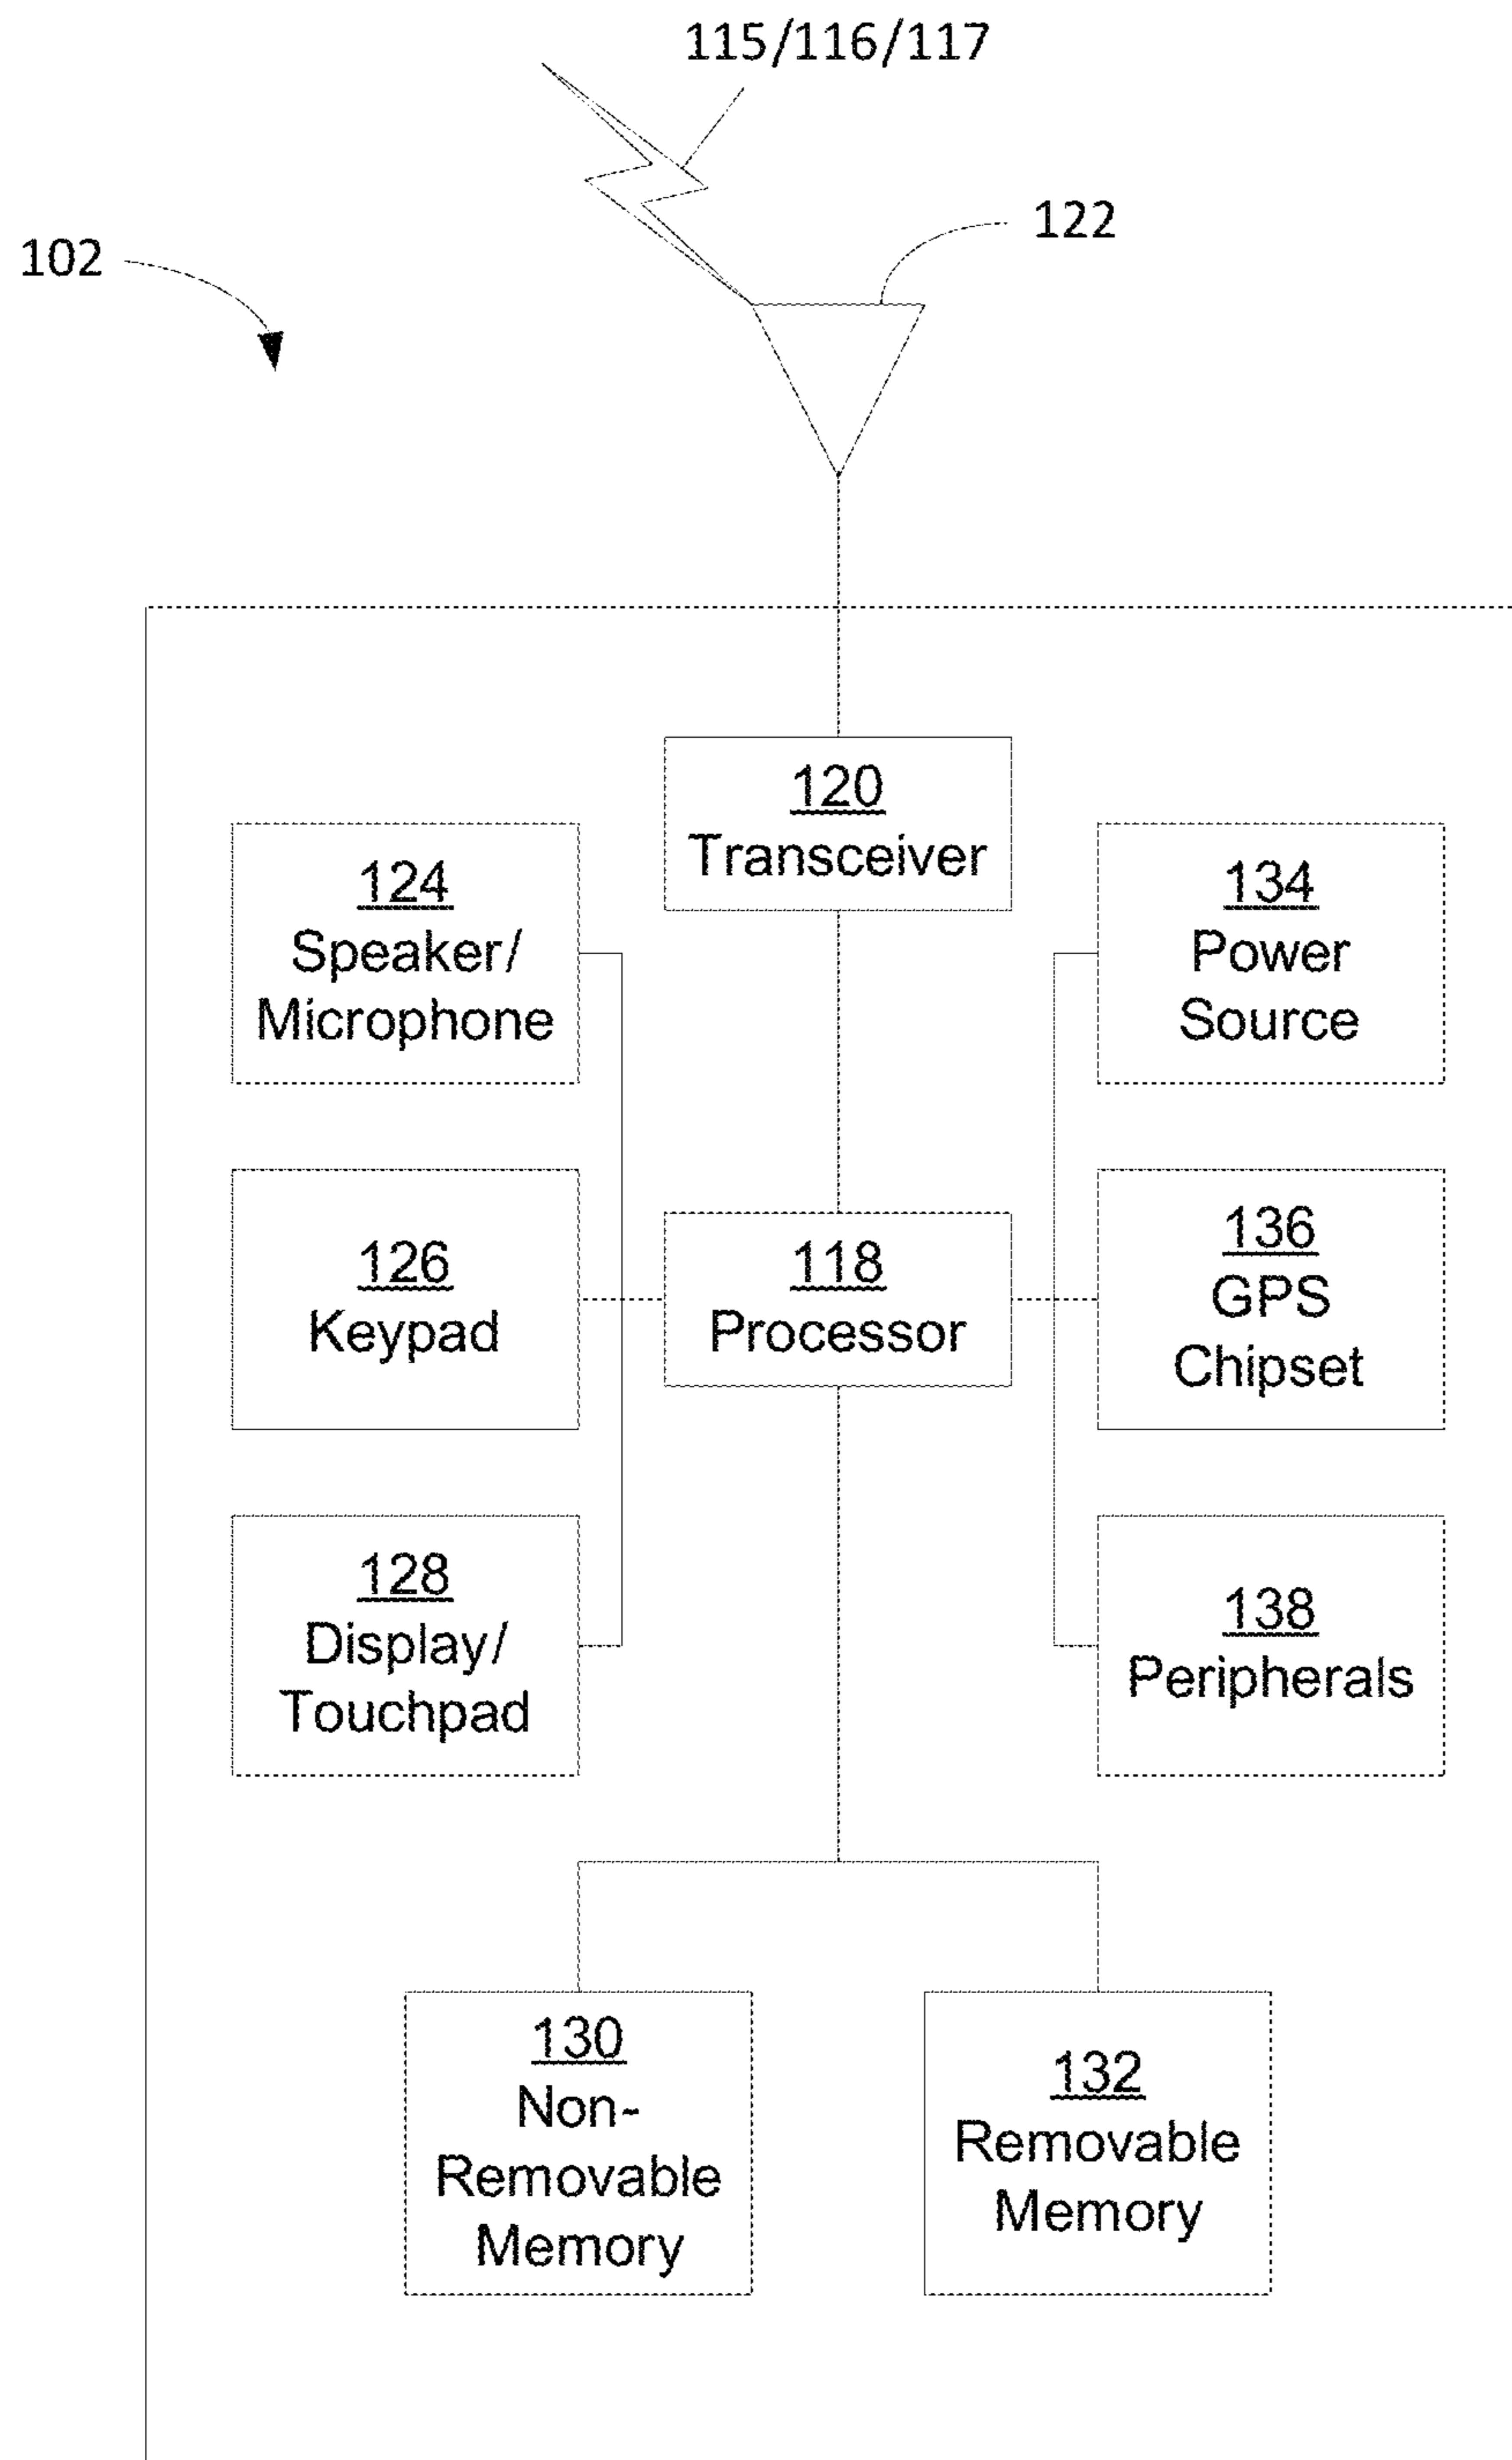 115/116/117
122
102
120
Transceiver
124
Speaker/
Microphone
134
Power
Source
126
Keypad
118
Processor
136
GPS
Chipset
128
Display/
Touchpad
138
Peripherals
130
Non-
Removable
Memory
132
Removable
Memory